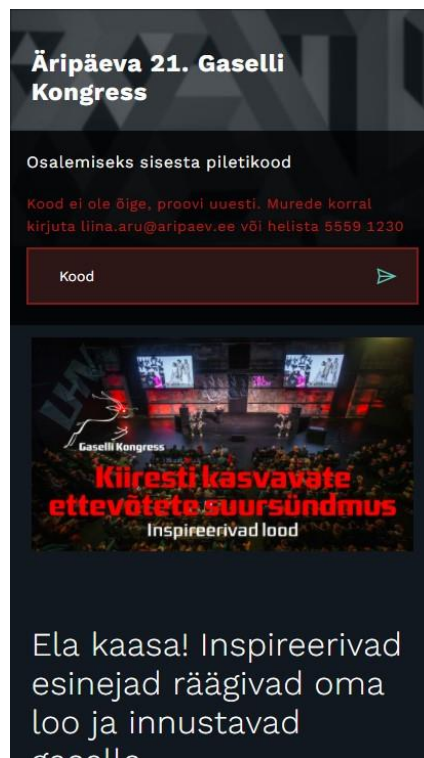 Äripäeva 21. Gaselli
Kongress
Osalemiseks sisesta piletikood
Kood ei ole õige, proovi uuesti. Murede korral
kirjuta liina.aru@aripaev.ee või helista 5559 1230
Kood
Gaselli Kongress
Kiiresti kasvavate
ettevõtete suursündmus
Inspireerivad lood
Ela kaasa! Inspireerivad
esinejad räägivad oma
loo ja innustavad